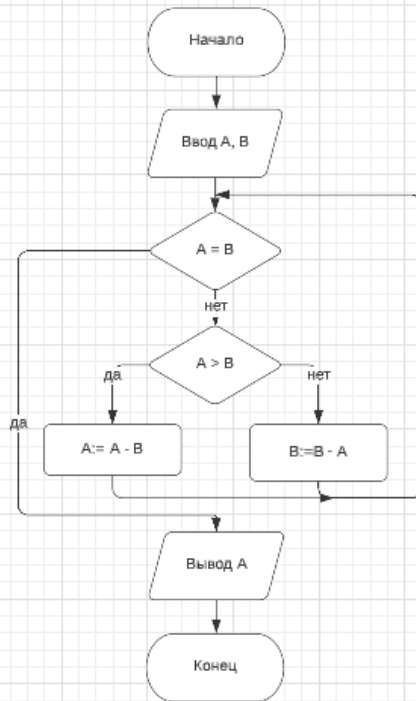 Начало
Ввод А, В
А = В
нет
А > В
да
нет
да
А:= А - В
В:=В - А
Вывод А
Конец